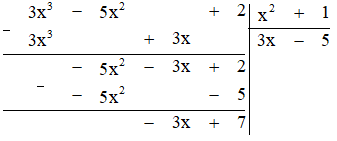 3x³ − 5x² + 2 x² + 1
− 3x³ + 3x 3x − 5
− 5x² − 3x + 2
− − 5x² − 5
− 3x + 7